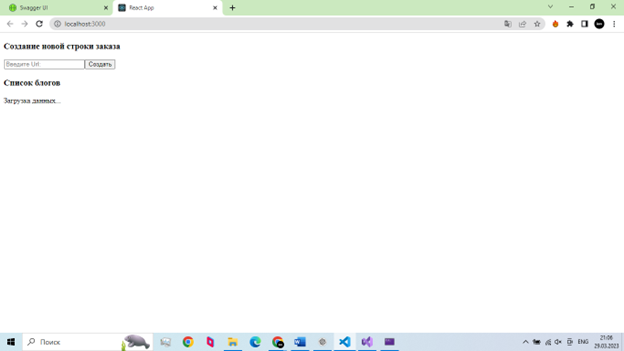 Swagger UI
React App
localhost:3000
Создание новой строки заказа
Введите Url
Создать
Список блогов
Загрузка данных...
Поиск
ENG
21:06
29.03.2023